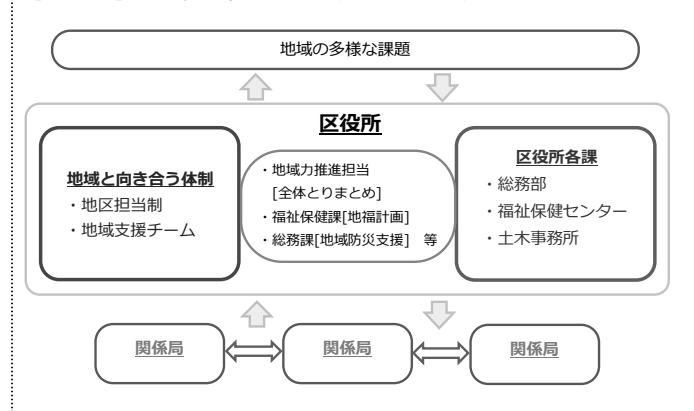 地域の多様な課題
区役所
地域と向き合う体制
・地区担当制
・地域支援チーム
・地域力推進担当
[全体とりまとめ]
・福祉保健課[地福計画]
・総務課[地域防災支援] 等
区役所各課
・総務部
・福祉保健センター
・土木事務所
関係局
関係局
関係局